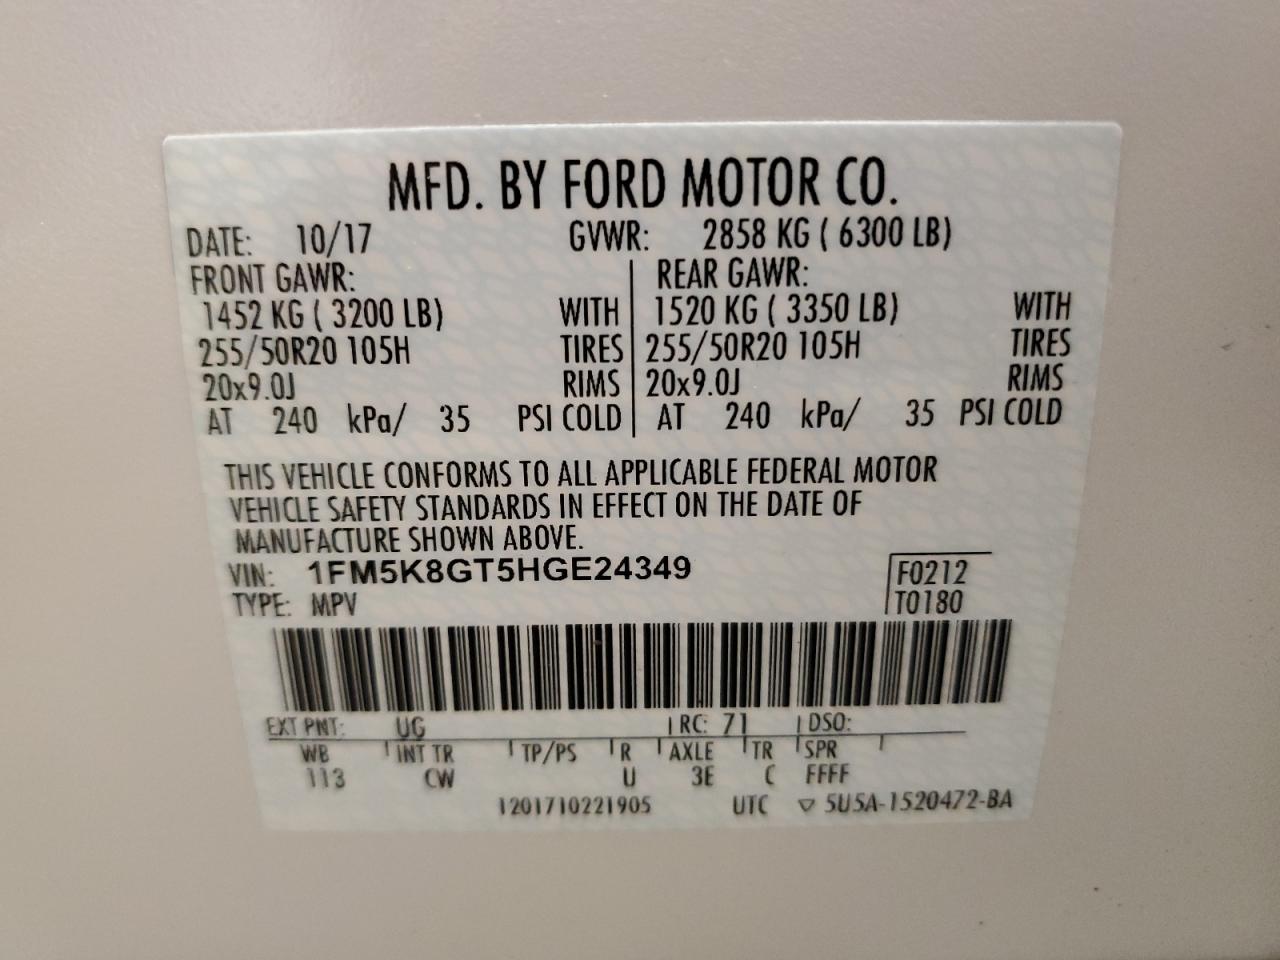 MFD. BY FORD MOTOR CO.
DATE: 10/17 GVWR: 2858 KG ( 6300 LB)
FRONT GAWR: REAR GAWR:
1452 KG ( 3200 LB) WITH 1520 KG ( 3350 LB) WITH
255/50R20 105H TIRES 255/50R20 105H TIRES
20x9.0J RIMS 20x9.0J RIMS
AT 240 kPa/ 35 PSI COLD AT 240 kPa/ 35 PSI COLD
THIS VEHICLE CONFORMS TO ALL APPLICABLE FEDERAL MOTOR
VEHICLE SAFETY STANDARDS IN EFFECT ON THE DATE OF
MANUFACTURE SHOWN ABOVE.
VIN: 1FM5K8GT5HGE24349 F0212
TYPE: MPV T0180
EXT PNT: UG RC: 71 DSO:
WB INT TR TP/PS R AXLE TR SPR
113 CW U 3E C FFFF
1201710221905 UTC ▽ 5U5A-1520472-BA